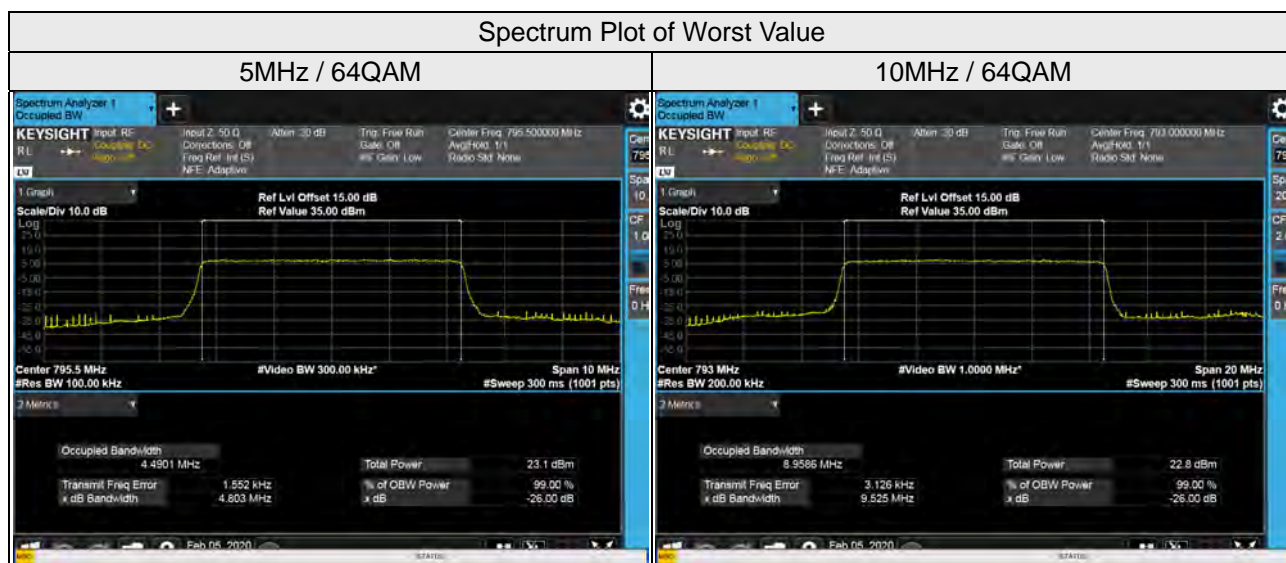 Spectrum Plot of Worst Value
5MHz / 64QAM
10MHz / 64QAM
Spectrum Analyzer 1
Occupied BW
KEYSIGHT Input: RF
RL
Coupling: DC
Input Z: 50 Ω
Corrections: Off
Freq Ref: Int (S)
NFE: Adaptive
Atten: 30 dB
Trig: Free Run
Gate: Off
#IF Gain: Low
Center Freq: 795.500000 MHz
Avg|Hold: 1/1
Radio Std: None
1 Graph
Scale/Div 10.0 dB
Ref Lvl Offset 15.00 dB
Ref Value 35.00 dBm
Log
Center 795.5 MHz
#Res BW 100.00 kHz
#Video BW 300.00 kHz*
Span 10 MHz
#Sweep 300 ms (1001 pts)
2 Metrics
Occupied Bandwidth
4.4901 MHz
Total Power 23.1 dBm
Transmit Freq Error 1.552 kHz
% of OBW Power 99.00 %
x dB Bandwidth 4.803 MHz
x dB -26.00 dB
Feb 05, 2020
STATUS
Spectrum Analyzer 1
Occupied BW
KEYSIGHT Input: RF
RL
Coupling: DC
Input Z: 50 Ω
Corrections: Off
Freq Ref: Int (S)
NFE: Adaptive
Atten: 30 dB
Trig: Free Run
Gate: Off
#IF Gain: Low
Center Freq: 793.000000 MHz
Avg|Hold: 1/1
Radio Std: None
1 Graph
Scale/Div 10.0 dB
Ref Lvl Offset 15.00 dB
Ref Value 35.00 dBm
Log
Center 793 MHz
#Res BW 200.00 kHz
#Video BW 1.0000 MHz*
Span 20 MHz
#Sweep 300 ms (1001 pts)
2 Metrics
Occupied Bandwidth
8.9586 MHz
Total Power 22.8 dBm
Transmit Freq Error 3.126 kHz
% of OBW Power 99.00 %
x dB Bandwidth 9.525 MHz
x dB -26.00 dB
Feb 05, 2020
STATUS